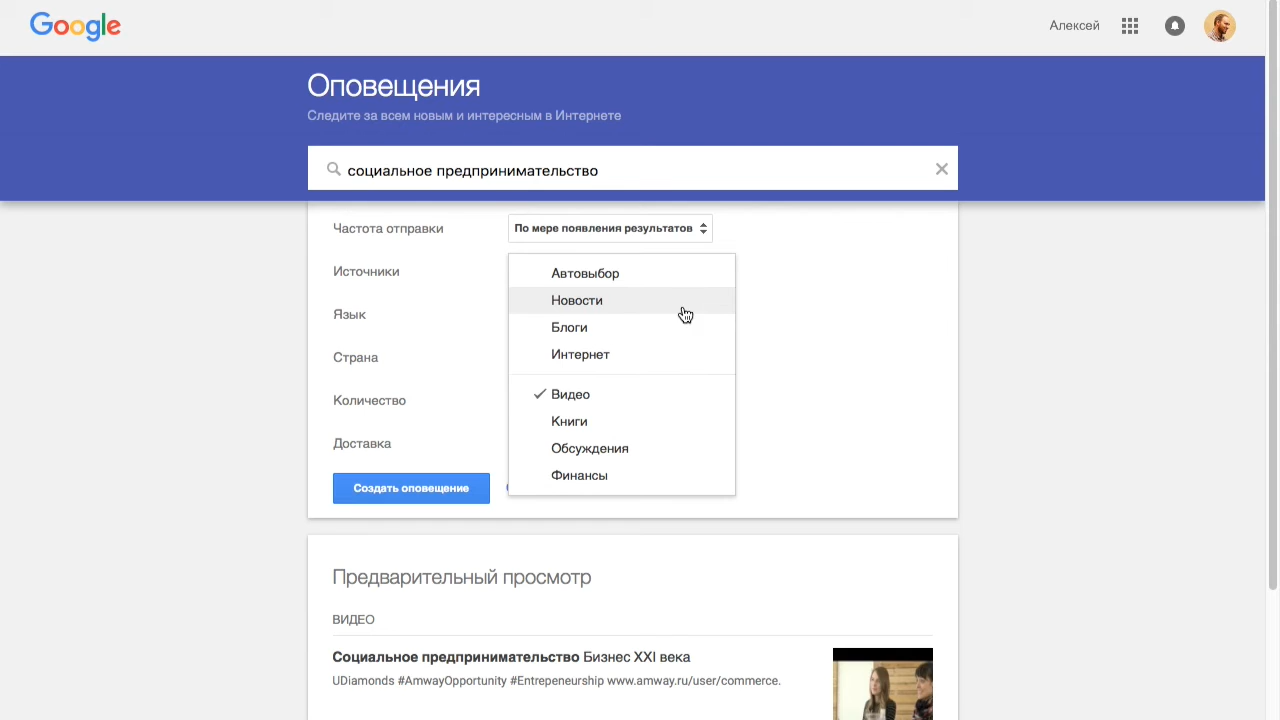 Google
Алексей
Оповещения
Следите за всем новым и интересным в Интернете
социальное предпринимательство
Частота отправки
По мере появления результатов
Источники
Автовыбор
Новости
Язык
Блоги
Интернет
Страна
Видео
Количество
Книги
Доставка
Обсуждения
Финансы
Создать оповещение
Предварительный просмотр
ВИДЕО
Социальное предпринимательство Бизнес XXI века
UDiamonds #AmwayOpportunity #Entrepeneurship www.amway.ru/user/commerce.